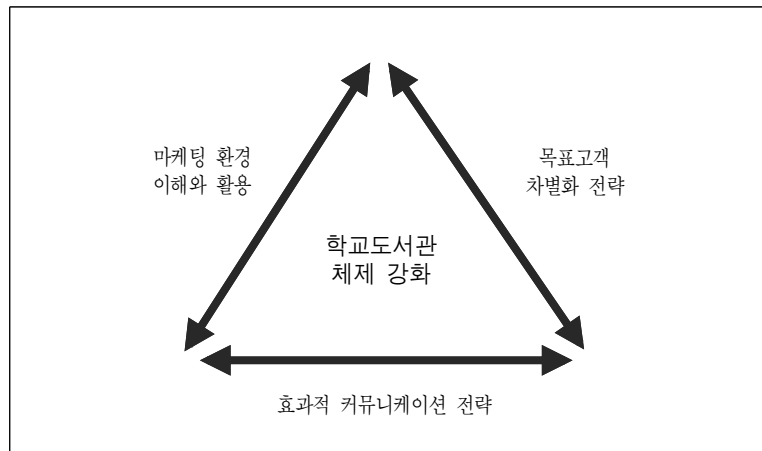 마케팅 환경
이해와 활용
목표고객
차별화 전략
학교도서관
체제 강화
효과적 커뮤니케이션 전략